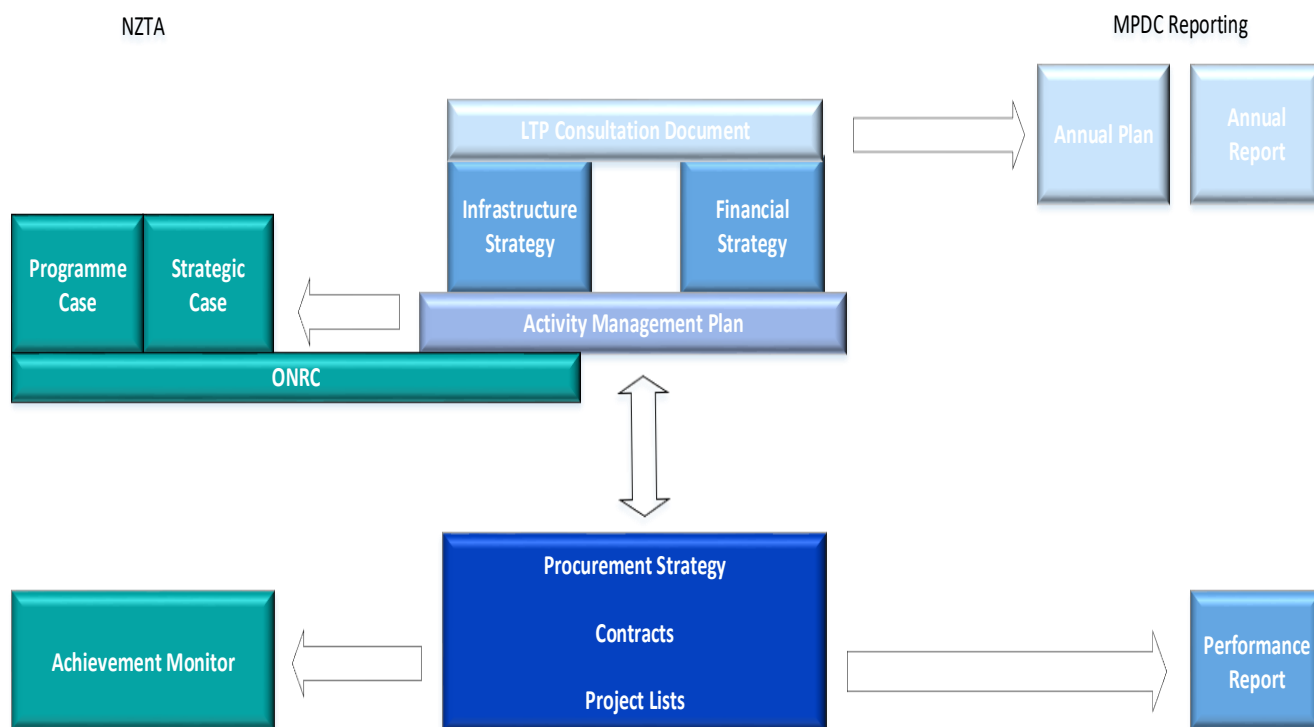 NZTA
MPDC Reporting
LTP Consultation Document
Annual Plan
Annual
Report
Infrastructure
Strategy
Financial
Strategy
Programme
Case
Strategic
Case
Activity Management Plan
ONRC
Procurement Strategy
Contracts
Project Lists
Achievement Monitor
Performance
Report